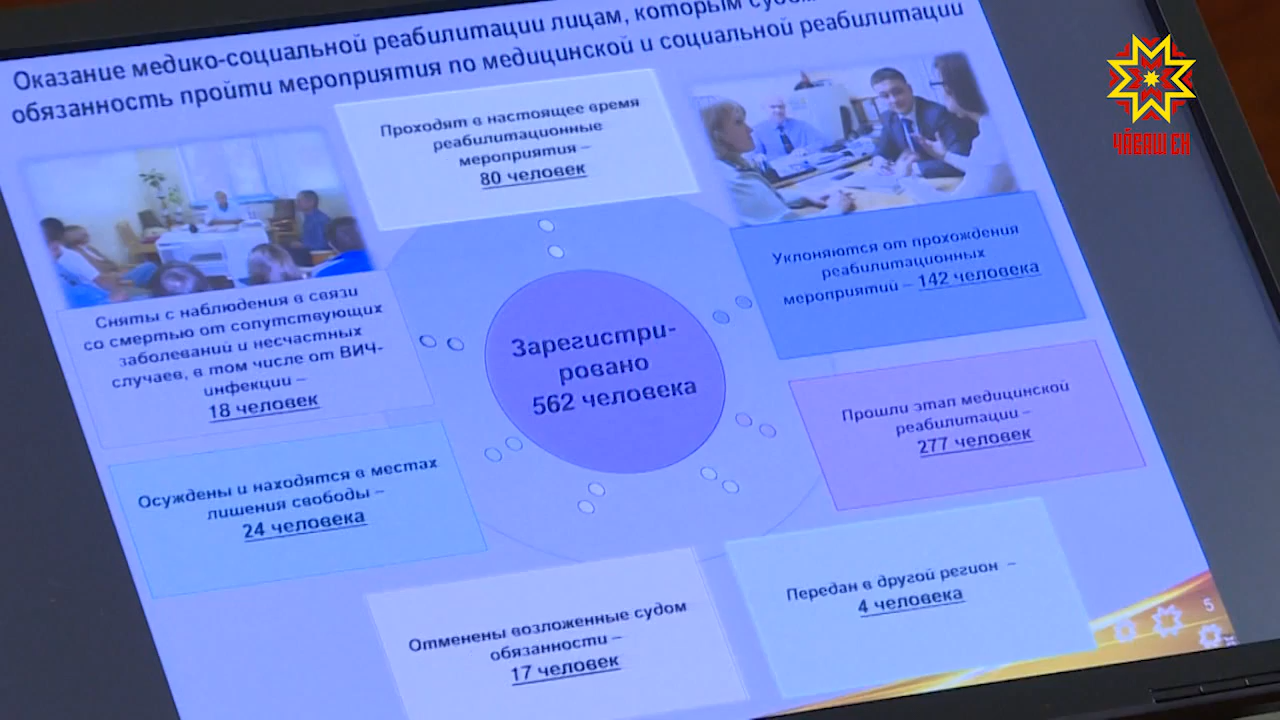 Оказание медико-социальной реабилитации лицам, которым судом
обязанность пройти мероприятия по медицинской и социальной реабилитации
ЧӐВАШ ЕН
Проходят в настоящее время
реабилитационные
мероприятия –
80 человек
Уклоняются от прохождения
реабилитационных
мероприятий – 142 человека
Сняты с наблюдения в связи
со смертью от сопутствующих
заболеваний и несчастных
случаев, в том числе от ВИЧ-
инфекции –
18 человек
Зарегистри-
ровано
562 человека
Прошли этап медицинской
реабилитации –
277 человек
Осуждены и находятся в местах
лишения свободы –
24 человека
Передан в другой регион –
4 человека
Отменены возложенные судом
обязанности –
17 человек
5